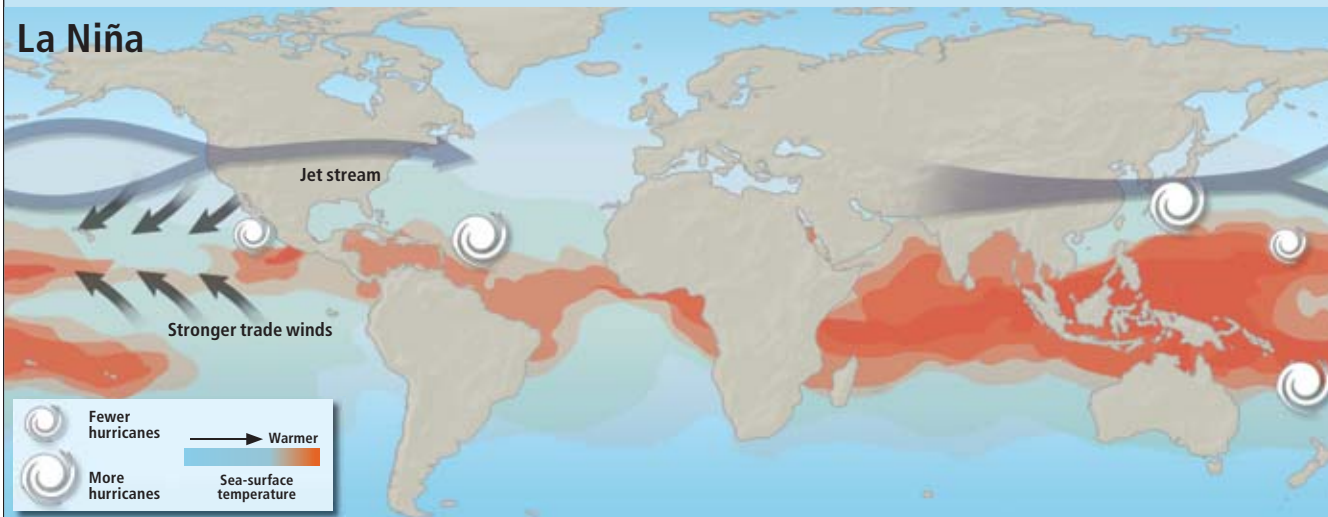 La Niña
Jet stream
Stronger trade winds
Fewer
hurricanes
More
hurricanes
Warmer
Sea-surface
temperature